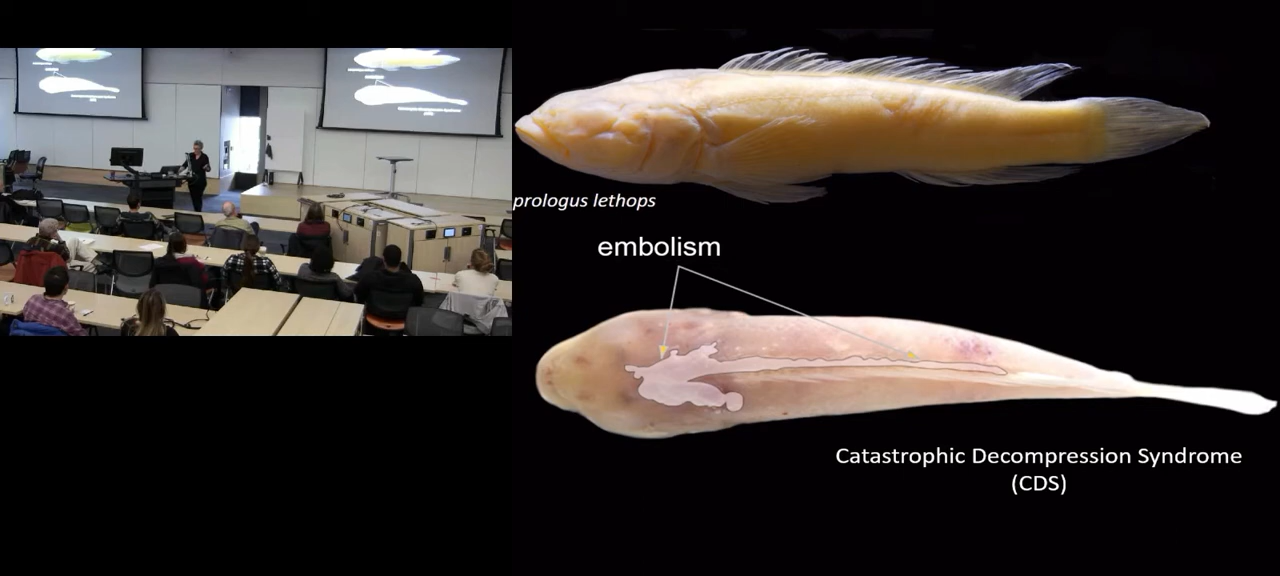 prologus lethops
embolism
Catastrophic Decompression Syndrome
(CDS)